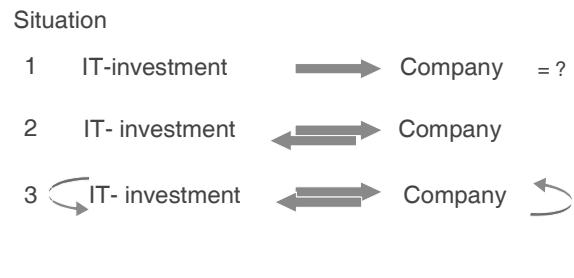 Situation
1 IT-investment Company = ?
2 IT- investment Company
3 IT- investment Company